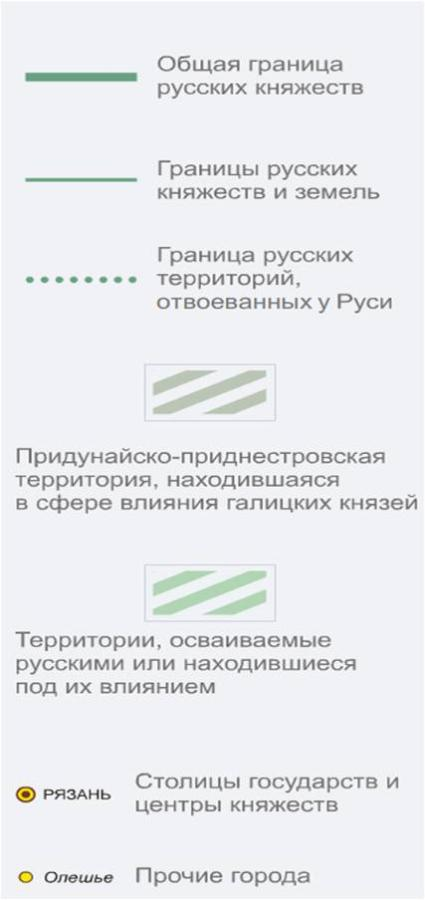 Общая граница
русских княжеств
Границы русских
княжеств и земель
Граница русских
территорий,
отвоеванных у Руси
Придунайско-приднестровская
территория, находившаяся
в сфере влияния галицких князей
Территории, осваиваемые
русскими или находившиеся
под их влиянием
РЯЗАНЬ
Столицы государств и
центры княжеств
Олешье Прочие города